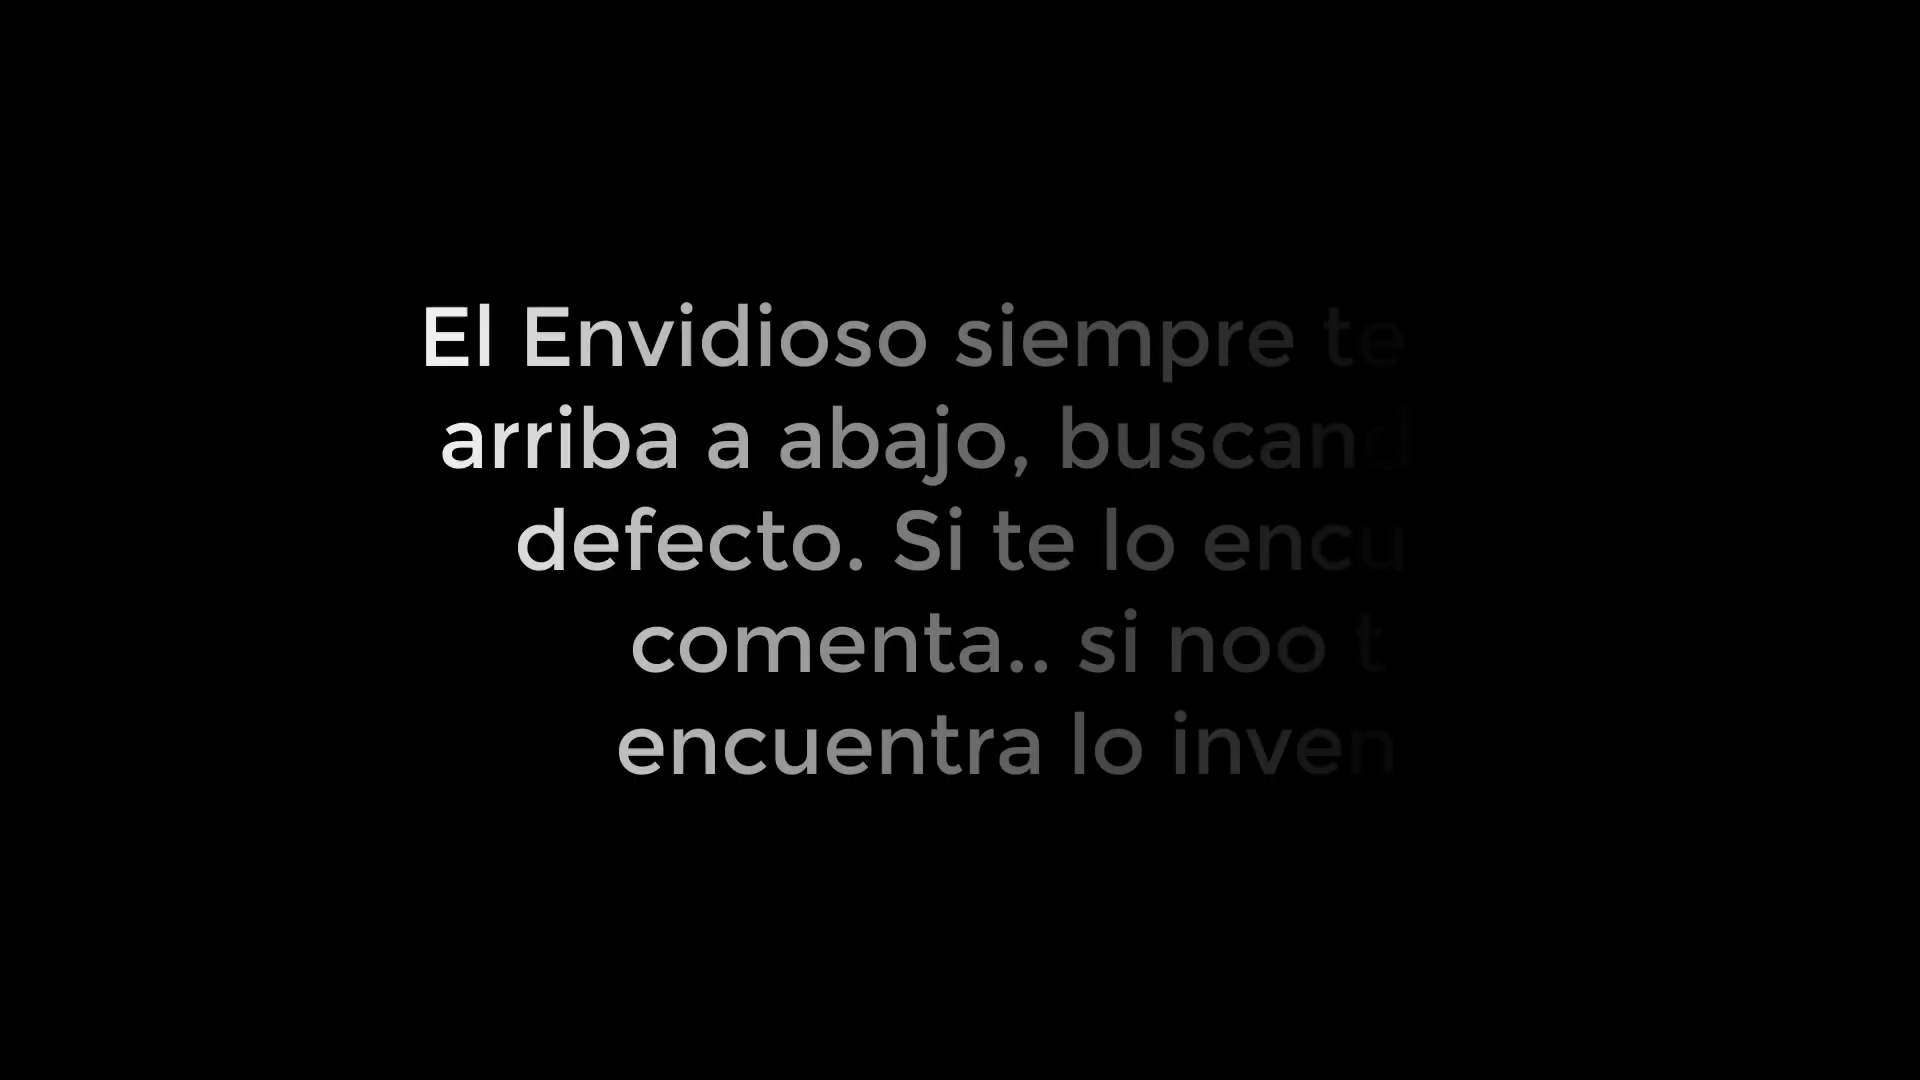 El Envidioso siempre te
arriba a abajo, buscand
defecto. Si te lo encu
comenta.. si noo t
encuentra lo inven